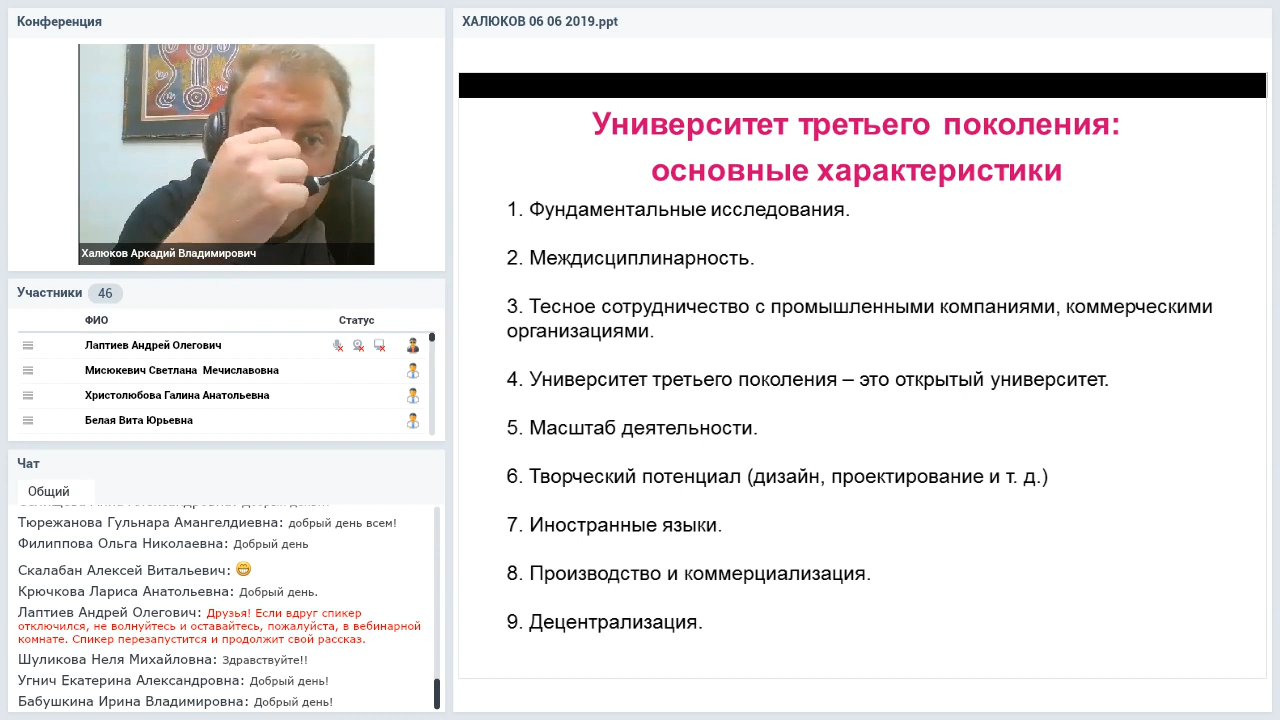 Конференция
Халюков Аркадий Владимирович
Участники 46
ФИО Статус
Лаптиев Андрей Олегович
Мисюкевич Светлана Мечиславовна
Христолюбова Галина Анатольевна
Белая Вита Юрьевна
Чат
Общий
Тюрежанова Гульнара Амангелдиевна: добрый день всем!
Филиппова Ольга Николаевна: Добрый день
Скалабан Алексей Витальевич:
Крючкова Лариса Анатольевна: Добрый день.
Лаптиев Андрей Олегович: Друзья! Если вдруг спикер
отключился, не волнуйтесь и оставайтесь, пожалуйста, в вебинарной
комнате. Спикер перезапустится и продолжит свой рассказ.
Шуликова Неля Михайловна: Здравствуйте!!
Угнич Екатерина Александровна: Добрый день!
Бабушкина Ирина Владимировна: Добрый день!
ХАЛЮКОВ 06 06 2019.ppt
Университет третьего поколения:
основные характеристики
1. Фундаментальные исследования.
2. Междисциплинарность.
3. Тесное сотрудничество с промышленными компаниями, коммерческими
организациями.
4. Университет третьего поколения – это открытый университет.
5. Масштаб деятельности.
6. Творческий потенциал (дизайн, проектирование и т. д.)
7. Иностранные языки.
8. Производство и коммерциализация.
9. Децентрализация.